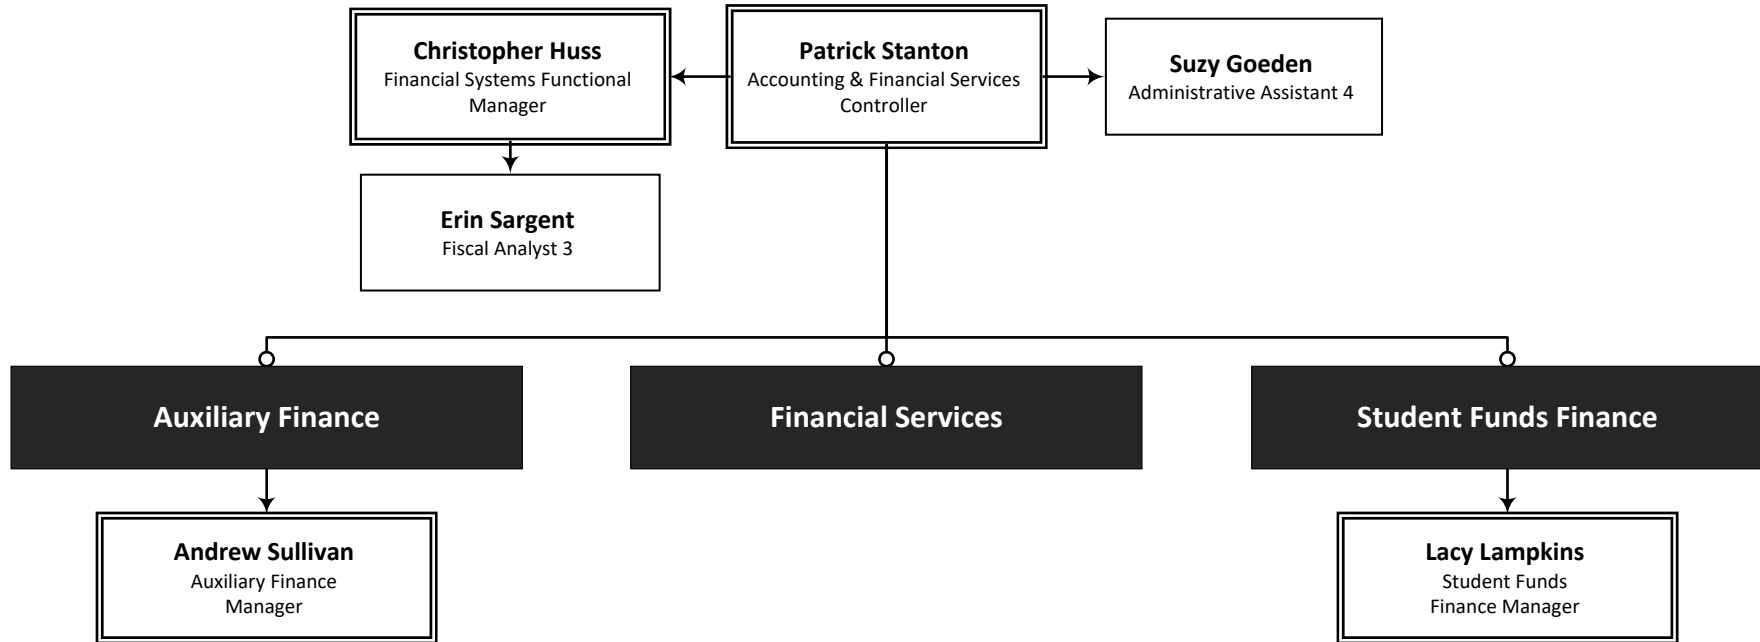 Christopher Huss
Financial Systems Functional
Manager
Patrick Stanton
Accounting & Financial Services
Controller
Suzy Goeden
Administrative Assistant 4
Erin Sargent
Fiscal Analyst 3
Auxiliary Finance
Financial Services
Student Funds Finance
Andrew Sullivan
Auxiliary Finance
Manager
Lacy Lampkins
Student Funds
Finance Manager